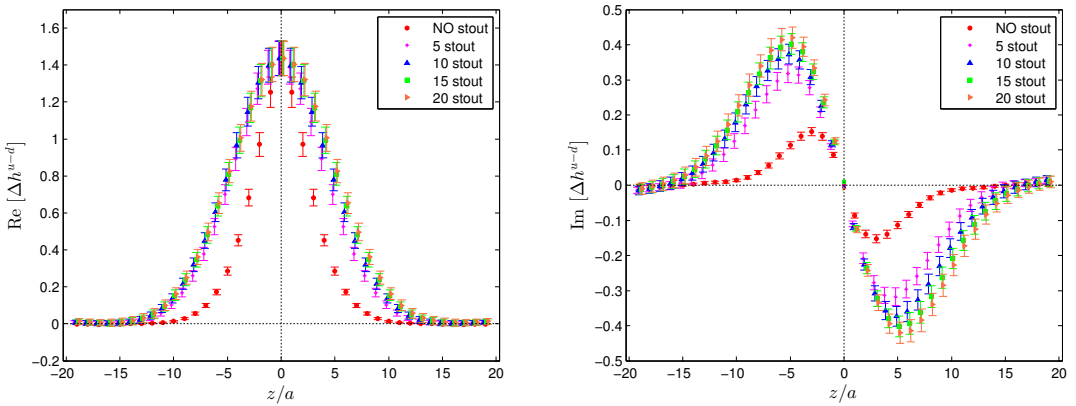 1.6
1.4
1.2
1
0.8
0.6
0.4
0.2
0
−0.2
Re [Δh^{u−d}]
−20 −15 −10 −5 0 5 10 15 20
z/a
NO stout
5 stout
10 stout
15 stout
20 stout
0.5
0.4
0.3
0.2
0.1
0
−0.1
−0.2
−0.3
−0.4
−0.5
Im [Δh^{u−d}]
−20 −15 −10 −5 0 5 10 15 20
z/a
NO stout
5 stout
10 stout
15 stout
20 stout